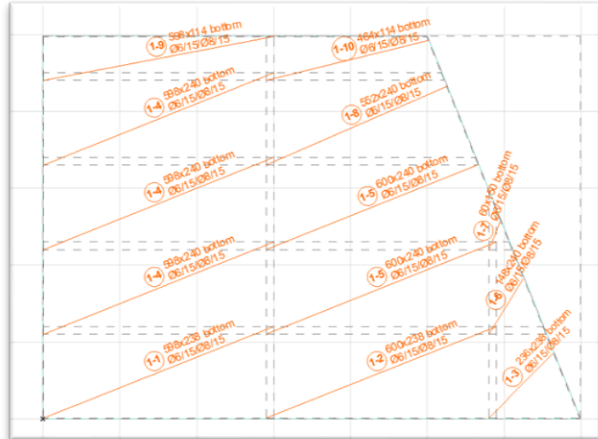 1-9
598x114 bottom
Ø6/15/Ø8/15
1-10
464x114 bottom
Ø6/15/Ø8/15
1-4
598x240 bottom
Ø6/15/Ø8/15
1-8
552x240 bottom
Ø6/15/Ø8/15
1-4
598x240 bottom
Ø6/15/Ø8/15
1-5
600x240 bottom
Ø6/15/Ø8/15
1-7
bottom
Ø6/15/Ø8/15
1-4
598x240 bottom
Ø6/15/Ø8/15
1-5
600x240 bottom
Ø6/15/Ø8/15
1-6
148x240 bottom
Ø6/15/Ø8/15
1-1
598x238 bottom
Ø6/15/Ø8/15
1-2
600x238 bottom
Ø6/15/Ø8/15
1-3
236x238 bottom
Ø6/15/Ø8/15